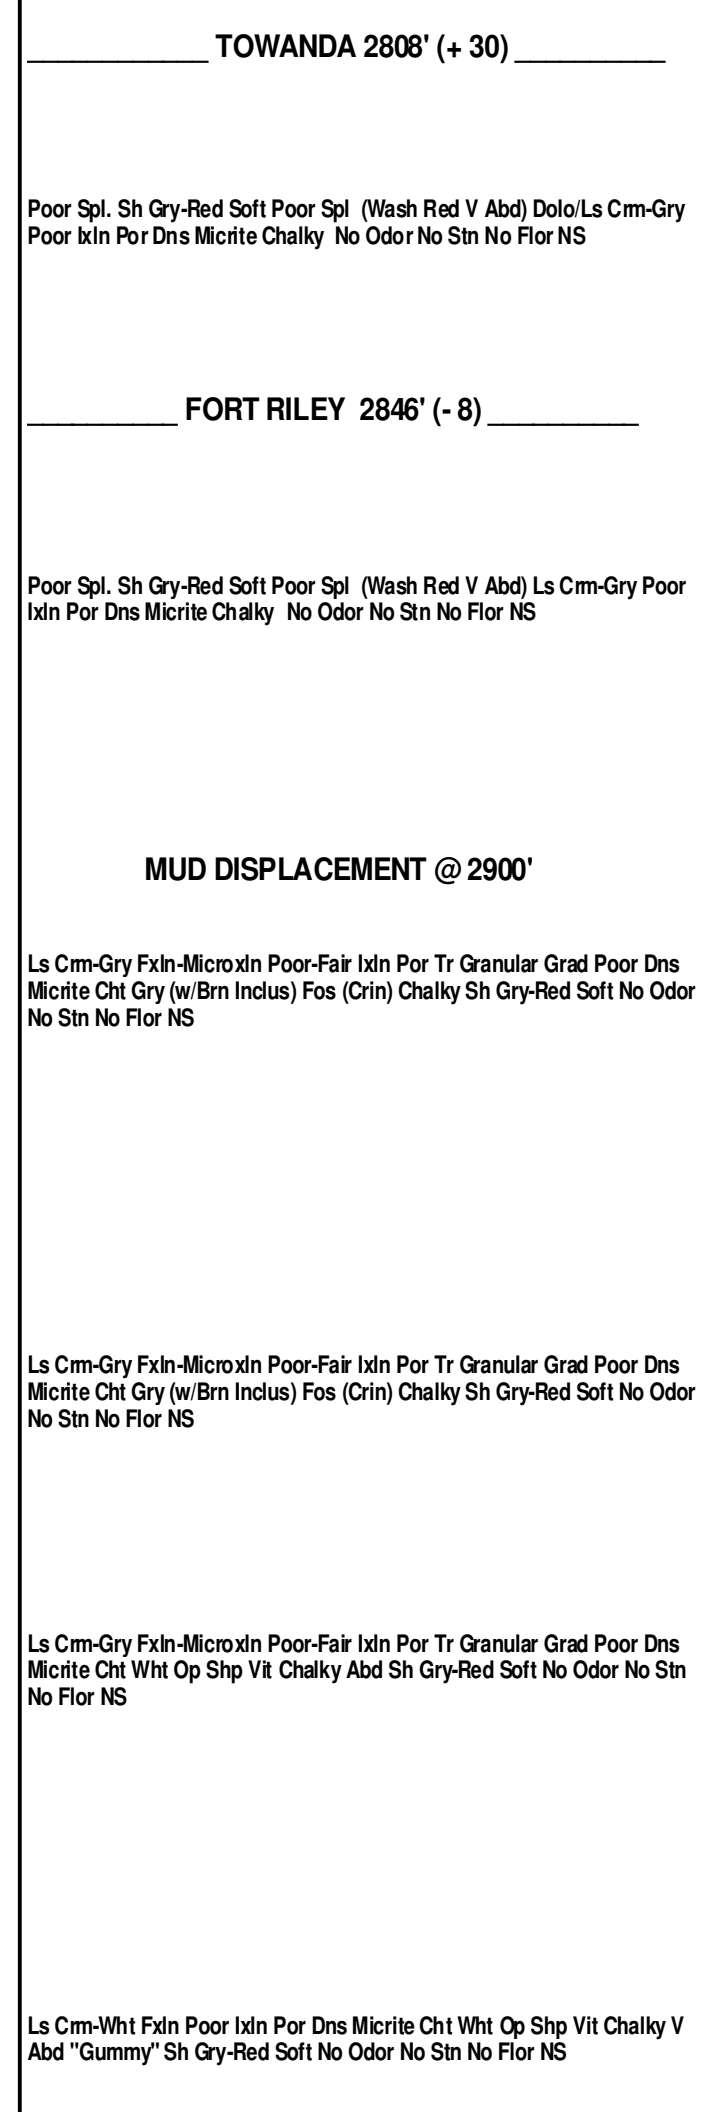 ____________ TOWANDA 2808' (+ 30) __________
Poor Spl. Sh Gry-Red Soft Poor Spl (Wash Red V Abd) Dolo/Ls Crm-Gry
Poor Ixln Por Dns Micrite Chalky No Odor No Stn No Flor NS
__________ FORT RILEY 2846' (- 8) __________
Poor Spl. Sh Gry-Red Soft Poor Spl (Wash Red V Abd) Ls Crm-Gry Poor
Ixln Por Dns Micrite Chalky No Odor No Stn No Flor NS
MUD DISPLACEMENT @ 2900'
Ls Crm-Gry Fxln-Microxln Poor-Fair Ixln Por Tr Granular Grad Poor Dns
Micrite Cht Gry (w/Brn Inclus) Fos (Crin) Chalky Sh Gry-Red Soft No Odor
No Stn No Flor NS
Ls Crm-Gry Fxln-Microxln Poor-Fair Ixln Por Tr Granular Grad Poor Dns
Micrite Cht Gry (w/Brn Inclus) Fos (Crin) Chalky Sh Gry-Red Soft No Odor
No Stn No Flor NS
Ls Crm-Gry Fxln-Microxln Poor-Fair Ixln Por Tr Granular Grad Poor Dns
Micrite Cht Wht Op Shp Vit Chalky Abd Sh Gry-Red Soft No Odor No Stn
No Flor NS
Ls Crm-Wht Fxln Poor Ixln Por Dns Micrite Cht Wht Op Shp Vit Chalky V
Abd "Gummy" Sh Gry-Red Soft No Odor No Stn No Flor NS